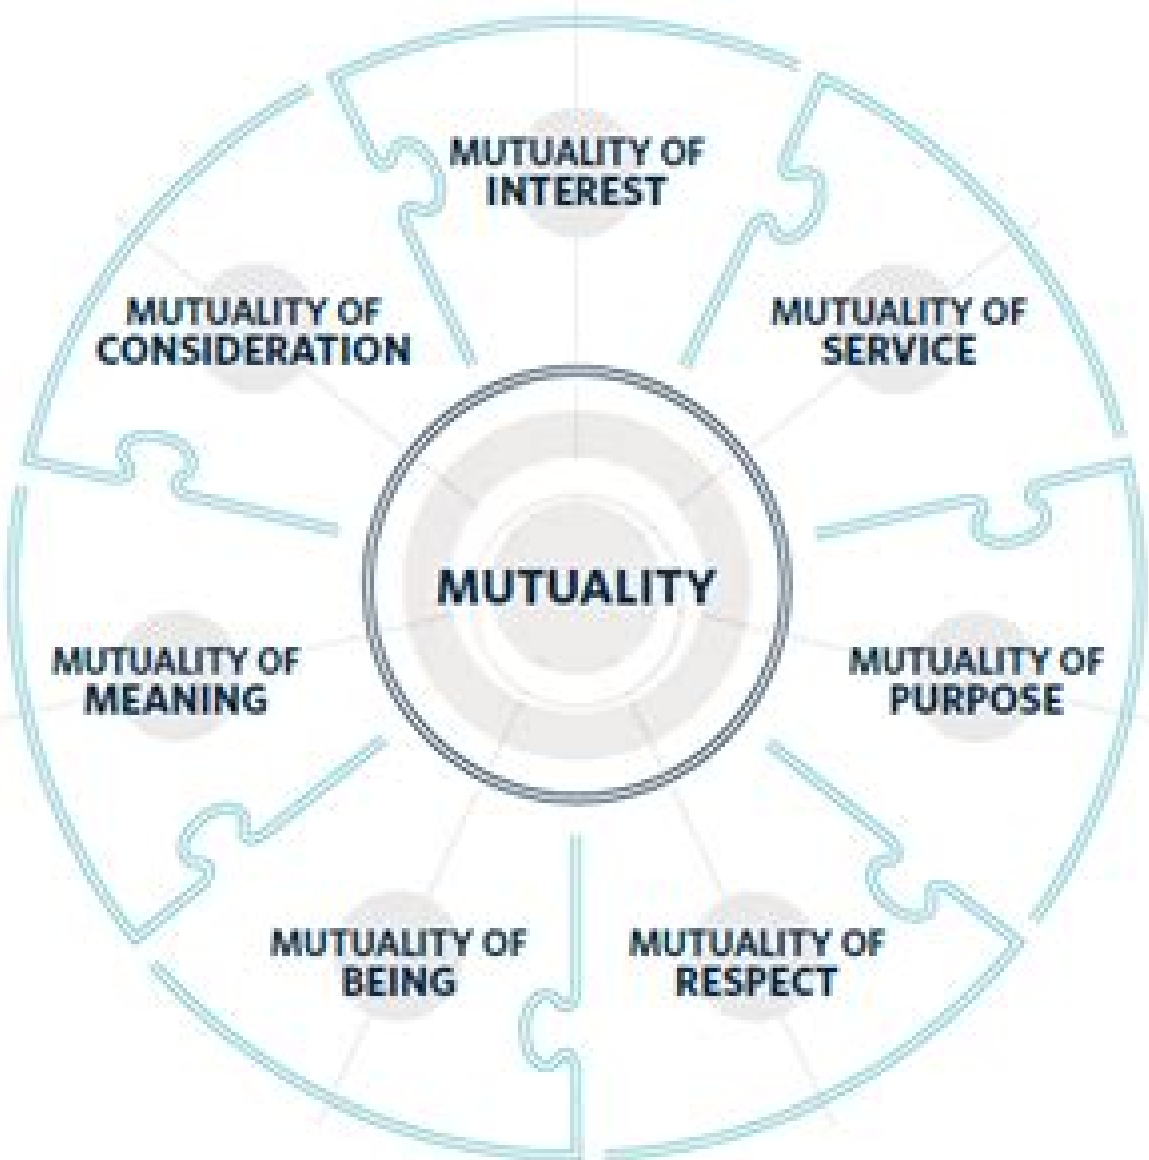 MUTUALITY OF
INTEREST
MUTUALITY OF
SERVICE
MUTUALITY OF
PURPOSE
MUTUALITY OF
RESPECT
MUTUALITY OF
BEING
MUTUALITY OF
MEANING
MUTUALITY OF
CONSIDERATION
MUTUALITY